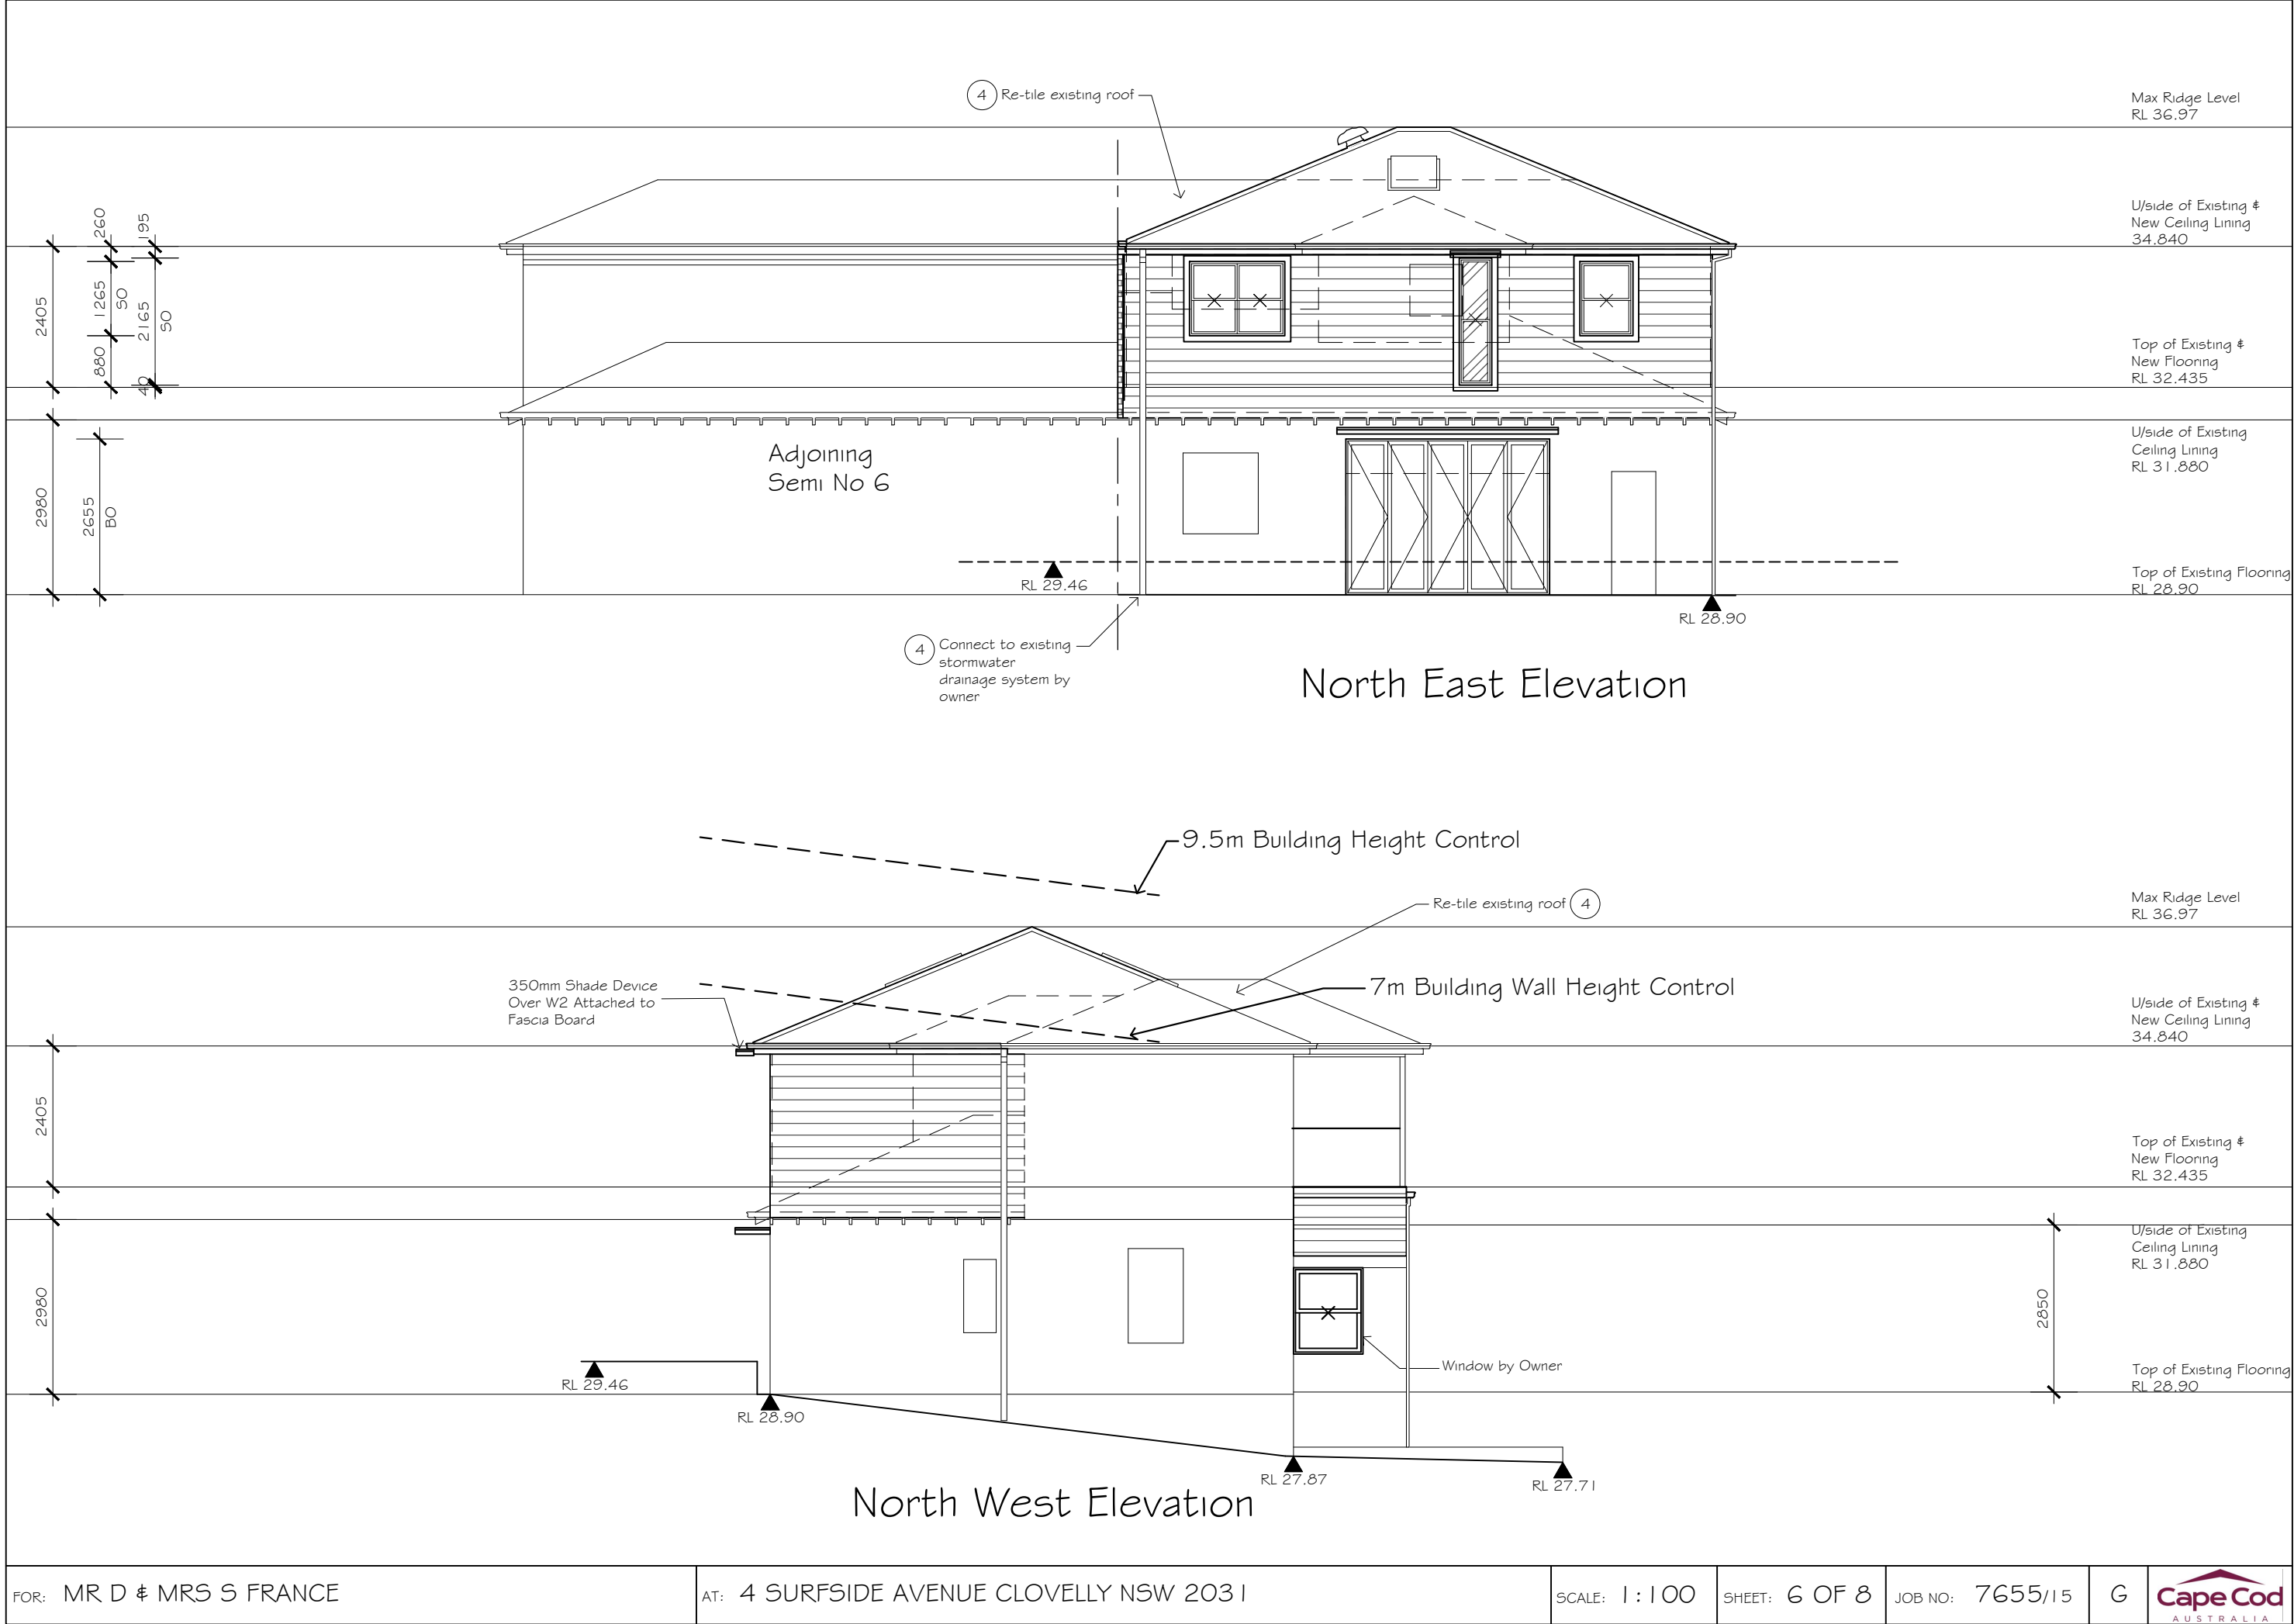 4 Re-tile existing roof
Max Ridge Level
RL 36.97
U/side of Existing &
New Ceiling Lining
34.840
260
195
2405
1265
SO
2165
SO
880
40
Top of Existing &
New Flooring
RL 32.435
U/side of Existing
Ceiling Lining
RL 31.880
Adjoining
Semi No 6
2980
2655
BO
RL 29.46
Top of Existing Flooring
RL 28.90
RL 28.90
4 Connect to existing
stormwater
drainage system by
owner
North East Elevation
9.5m Building Height Control
Re-tile existing roof 4
Max Ridge Level
RL 36.97
350mm Shade Device
Over W2 Attached to
Fascia Board
7m Building Wall Height Control
U/side of Existing &
New Ceiling Lining
34.840
2405
Top of Existing &
New Flooring
RL 32.435
U/side of Existing
Ceiling Lining
RL 31.880
2980
2850
Window by Owner
Top of Existing Flooring
RL 28.90
RL 29.46
RL 28.90
RL 27.87
RL 27.71
North West Elevation
FOR: MR D & MRS S FRANCE
AT: 4 SURFSIDE AVENUE CLOVELLY NSW 2031
SCALE: 1:100
SHEET: 6 OF 8
JOB NO: 7655/15
G
Cape Cod
AUSTRALIA